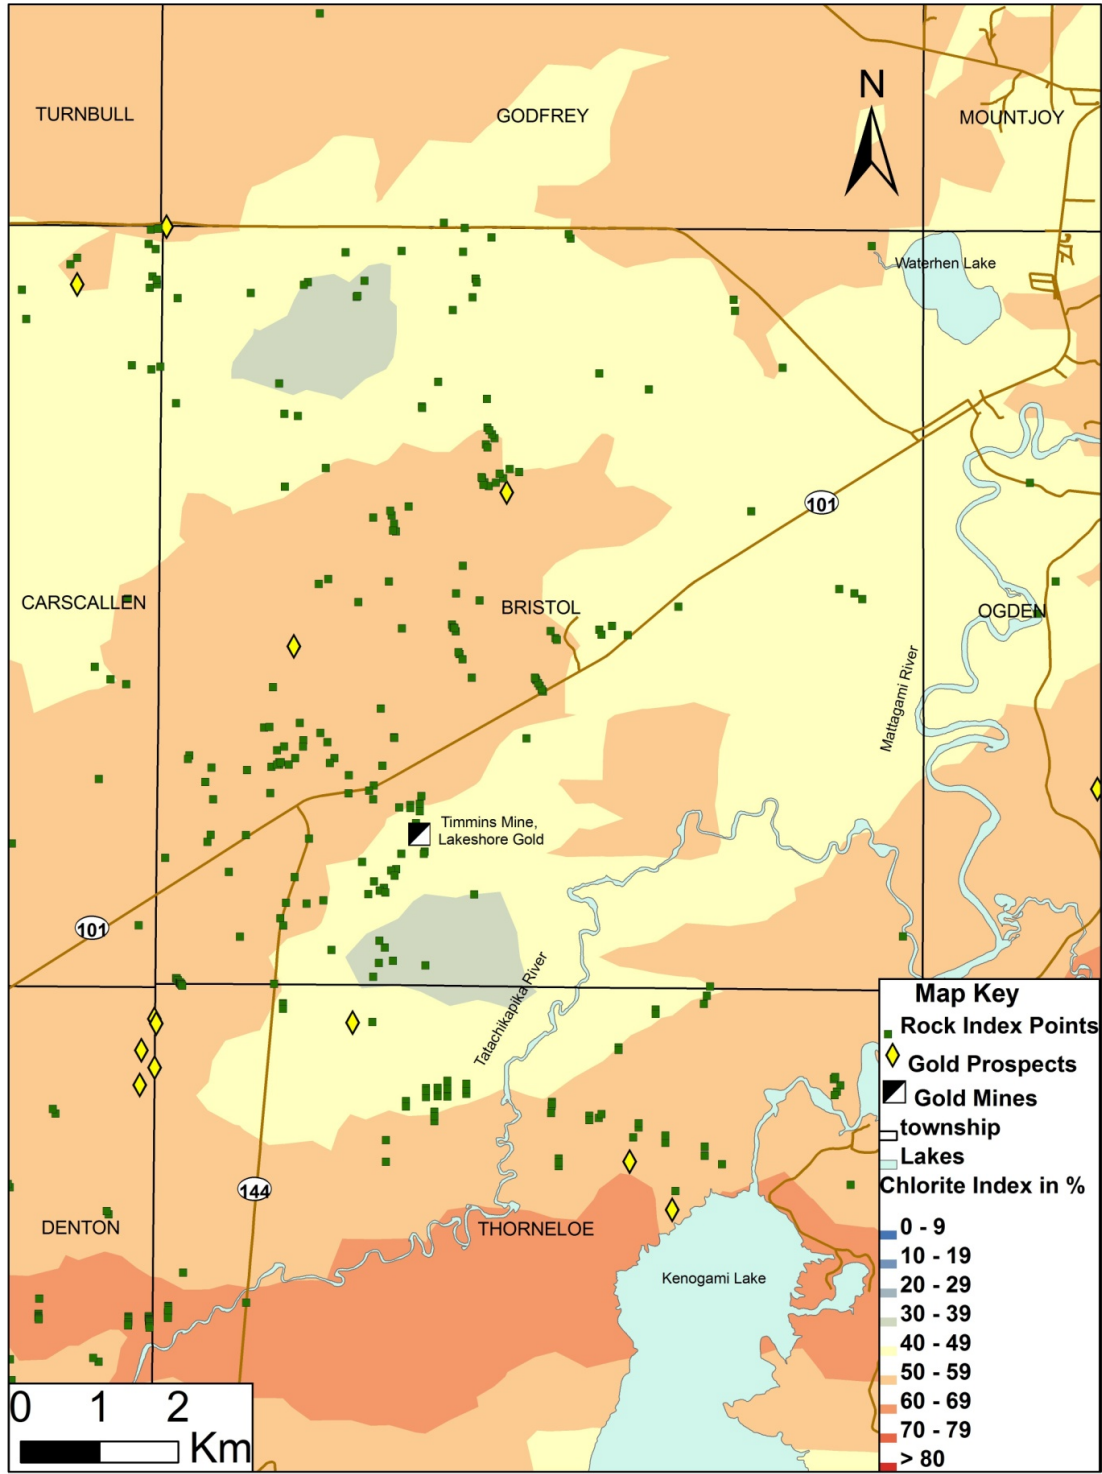 N
TURNBULL
GODFREY
MOUNTJOY
Waterhen Lake
101
CARSCALLEN
BRISTOL
OGDEN
Mattagami River
Timmins Mine,
Lakeshore Gold
101
Tatachikapika River
144
DENTON
THORNELOE
Kenogami Lake
Map Key
Rock Index Points
Gold Prospects
Gold Mines
township
Lakes
Chlorite Index in %
0 - 9
10 - 19
20 - 29
30 - 39
40 - 49
50 - 59
60 - 69
70 - 79
> 80
0 1 2
Km